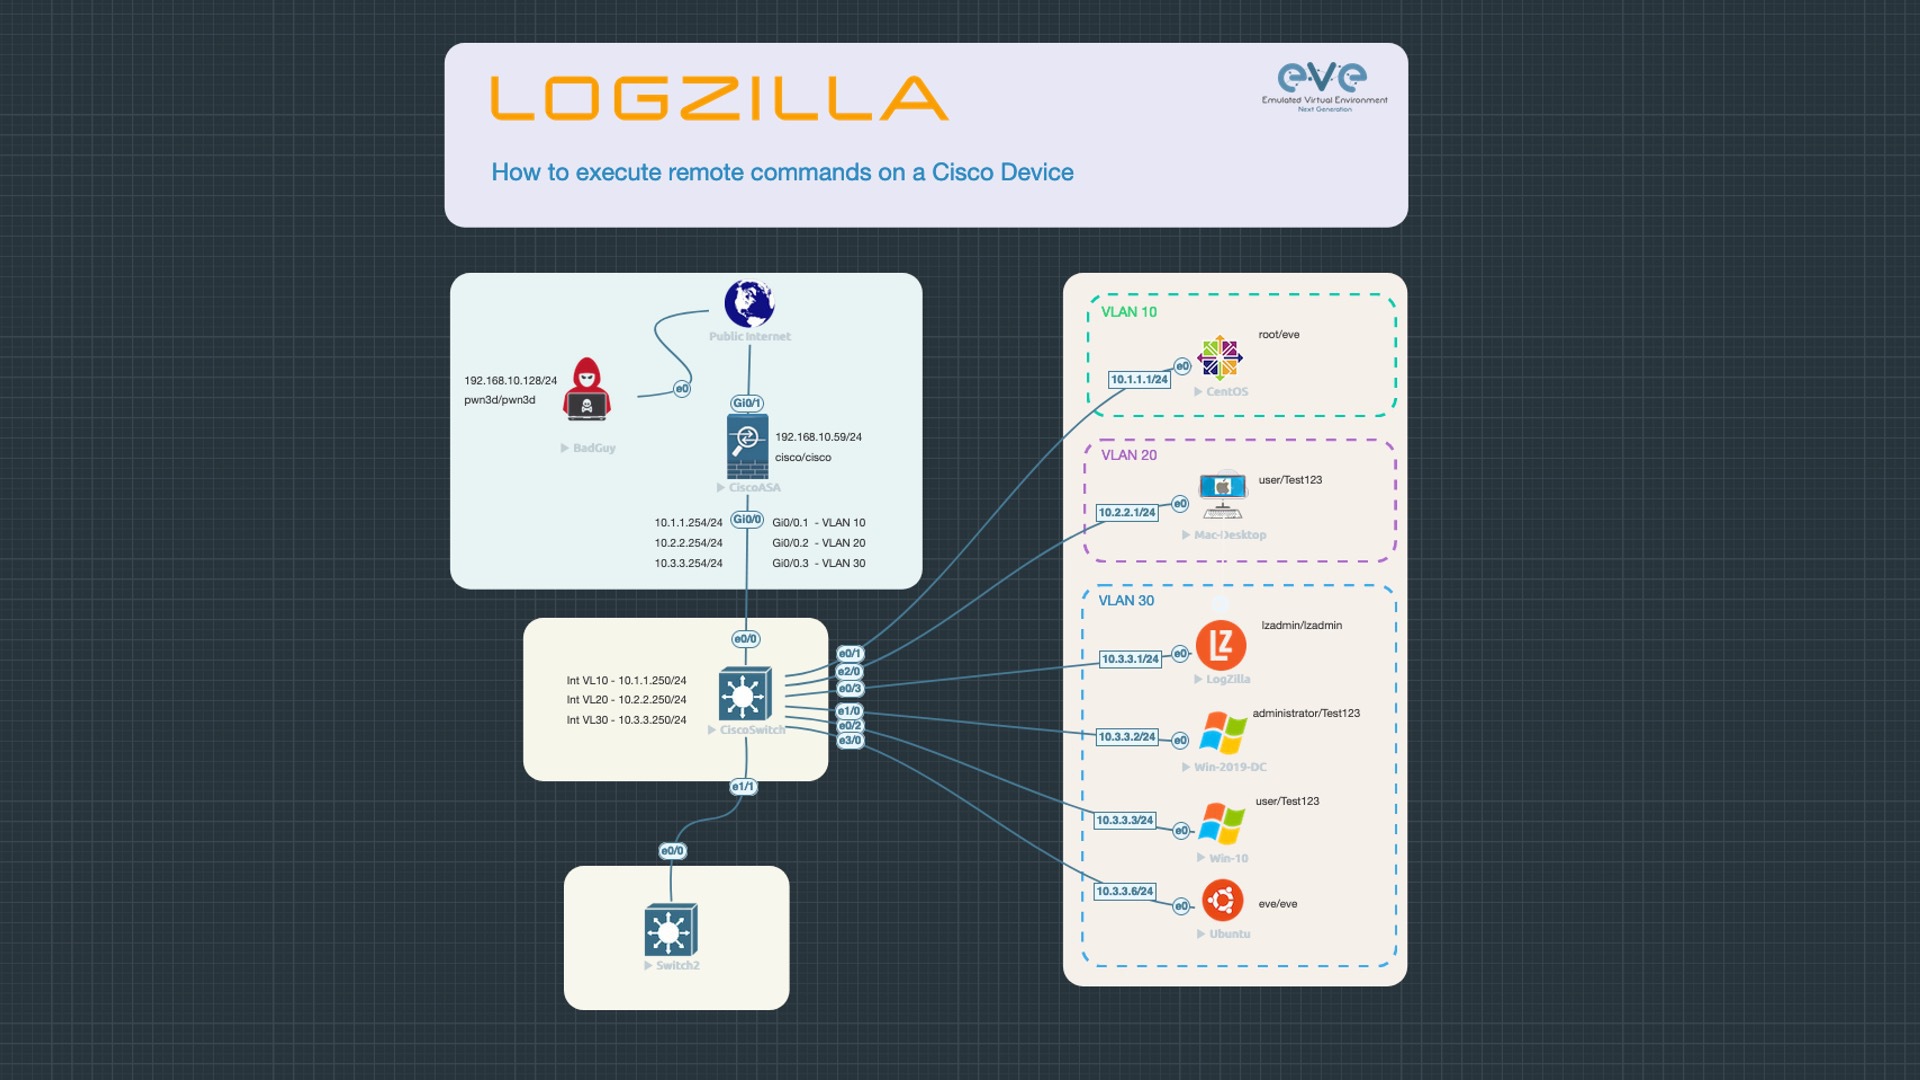 LOGZILLA
eve
Emulated Virtual Environment
Next Generation
How to execute remote commands on a Cisco Device
Public Internet
192.168.10.128/24
pwn3d/pwn3d
e0
BadGuy
Gi0/1
192.168.10.59/24
cisco/cisco
CiscoASA
10.1.1.254/24 Gi0/0 Gi0/0.1 - VLAN 10
10.2.2.254/24 Gi0/0.2 - VLAN 20
10.3.3.254/24 Gi0/0.3 - VLAN 30
e0/0
Int VL10 - 10.1.1.250/24
Int VL20 - 10.2.2.250/24
Int VL30 - 10.3.3.250/24
CiscoSwitch
e0/1
e2/0
e0/3
e1/0
e0/2
e3/0
e1/1
e0/0
Switch2
VLAN 10
root/eve
e0
10.1.1.1/24
CentOS
VLAN 20
user/Test123
e0
10.2.2.1/24
Mac-Desktop
VLAN 30
lzadmin/lzadmin
LZ
10.3.3.1/24 e0
LogZilla
administrator/Test123
10.3.3.2/24 e0
Win-2019-DC
user/Test123
10.3.3.3/24 e0
Win-10
10.3.3.6/24 e0
eve/eve
Ubuntu